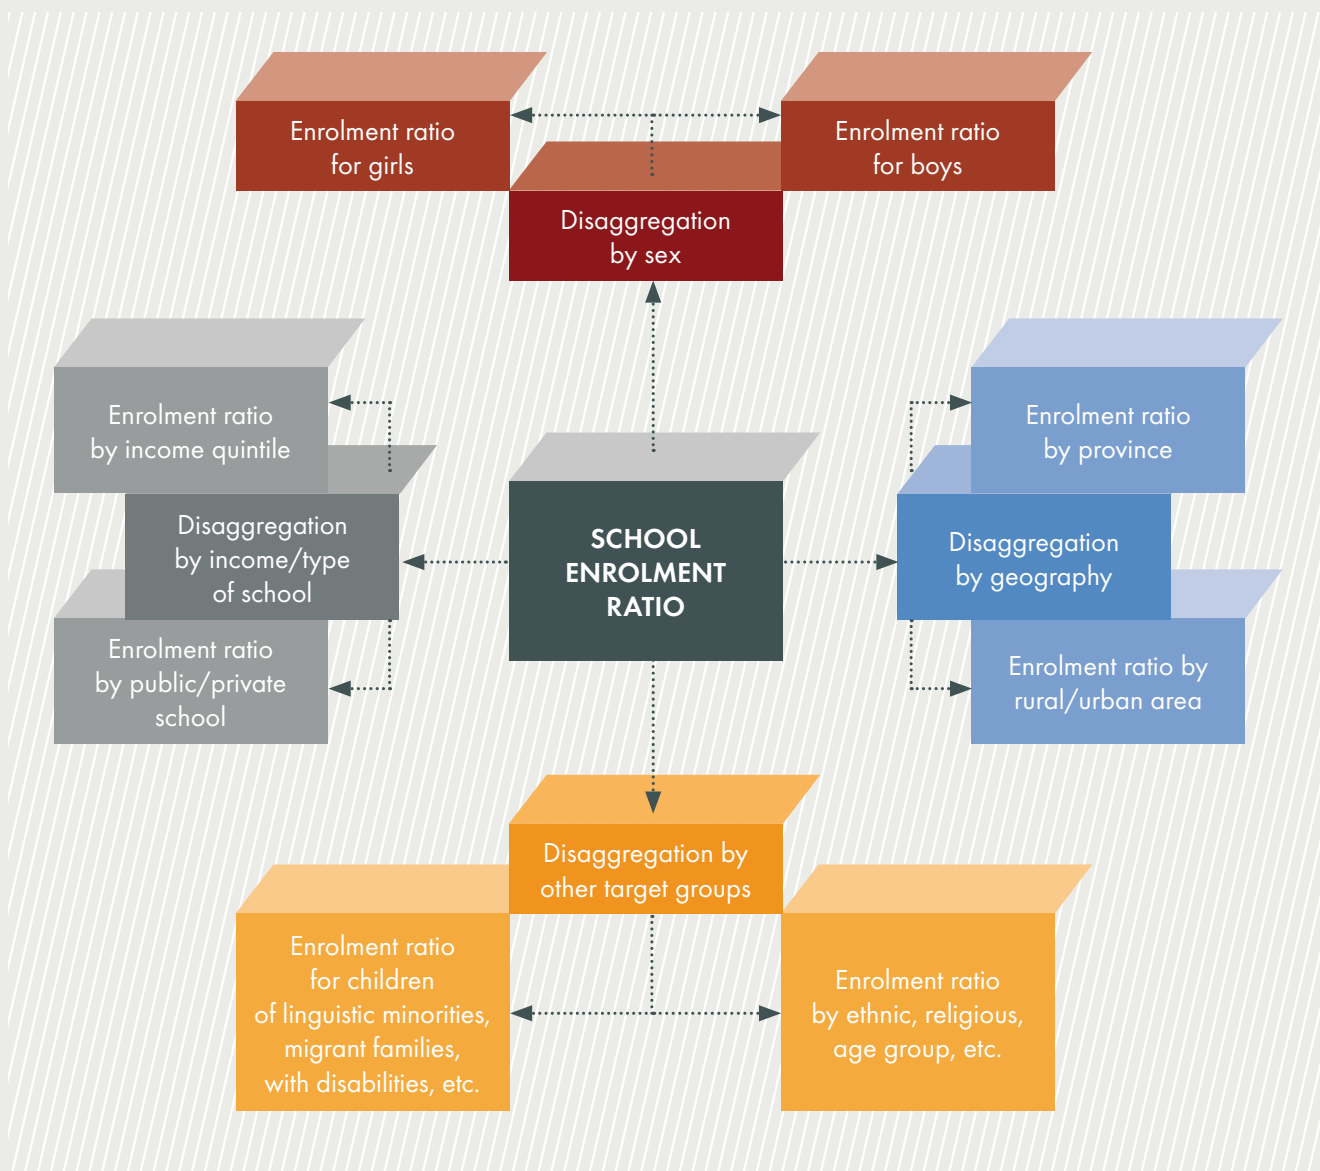 Enrolment ratio
for girls
Enrolment ratio
for boys
Disaggregation
by sex
Enrolment ratio
by income quintile
Disaggregation
by income/type
of school
Enrolment ratio
by public/private
school
SCHOOL
ENROLMENT
RATIO
Enrolment ratio
by province
Disaggregation
by geography
Enrolment ratio by
rural/urban area
Disaggregation by
other target groups
Enrolment ratio
for children
of linguistic minorities,
migrant families,
with disabilities, etc.
Enrolment ratio
by ethnic, religious,
age group, etc.